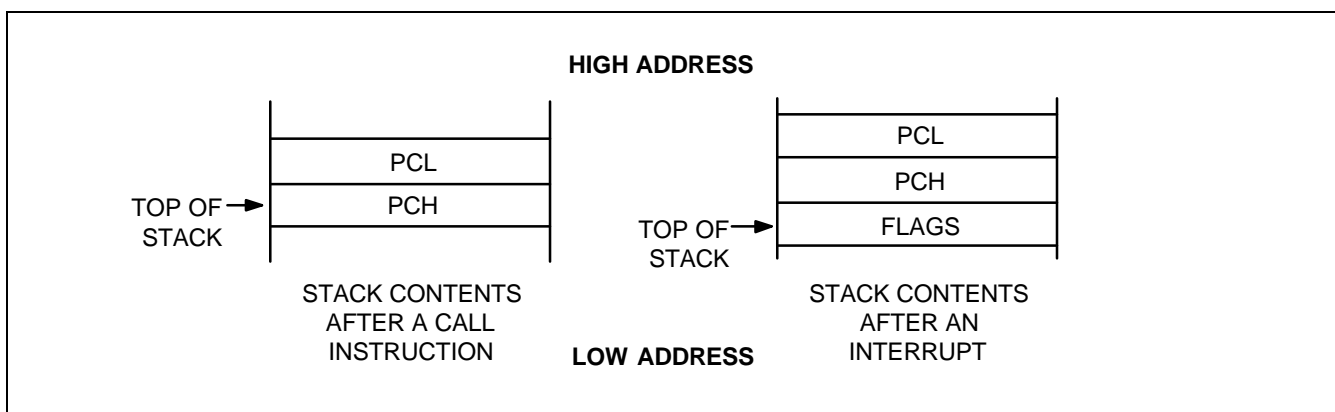 HIGH ADDRESS
PCL
PCH
TOP OF
STACK
STACK CONTENTS
AFTER A CALL
INSTRUCTION
PCL
PCH
FLAGS
TOP OF
STACK
STACK CONTENTS
AFTER AN
INTERRUPT
LOW ADDRESS